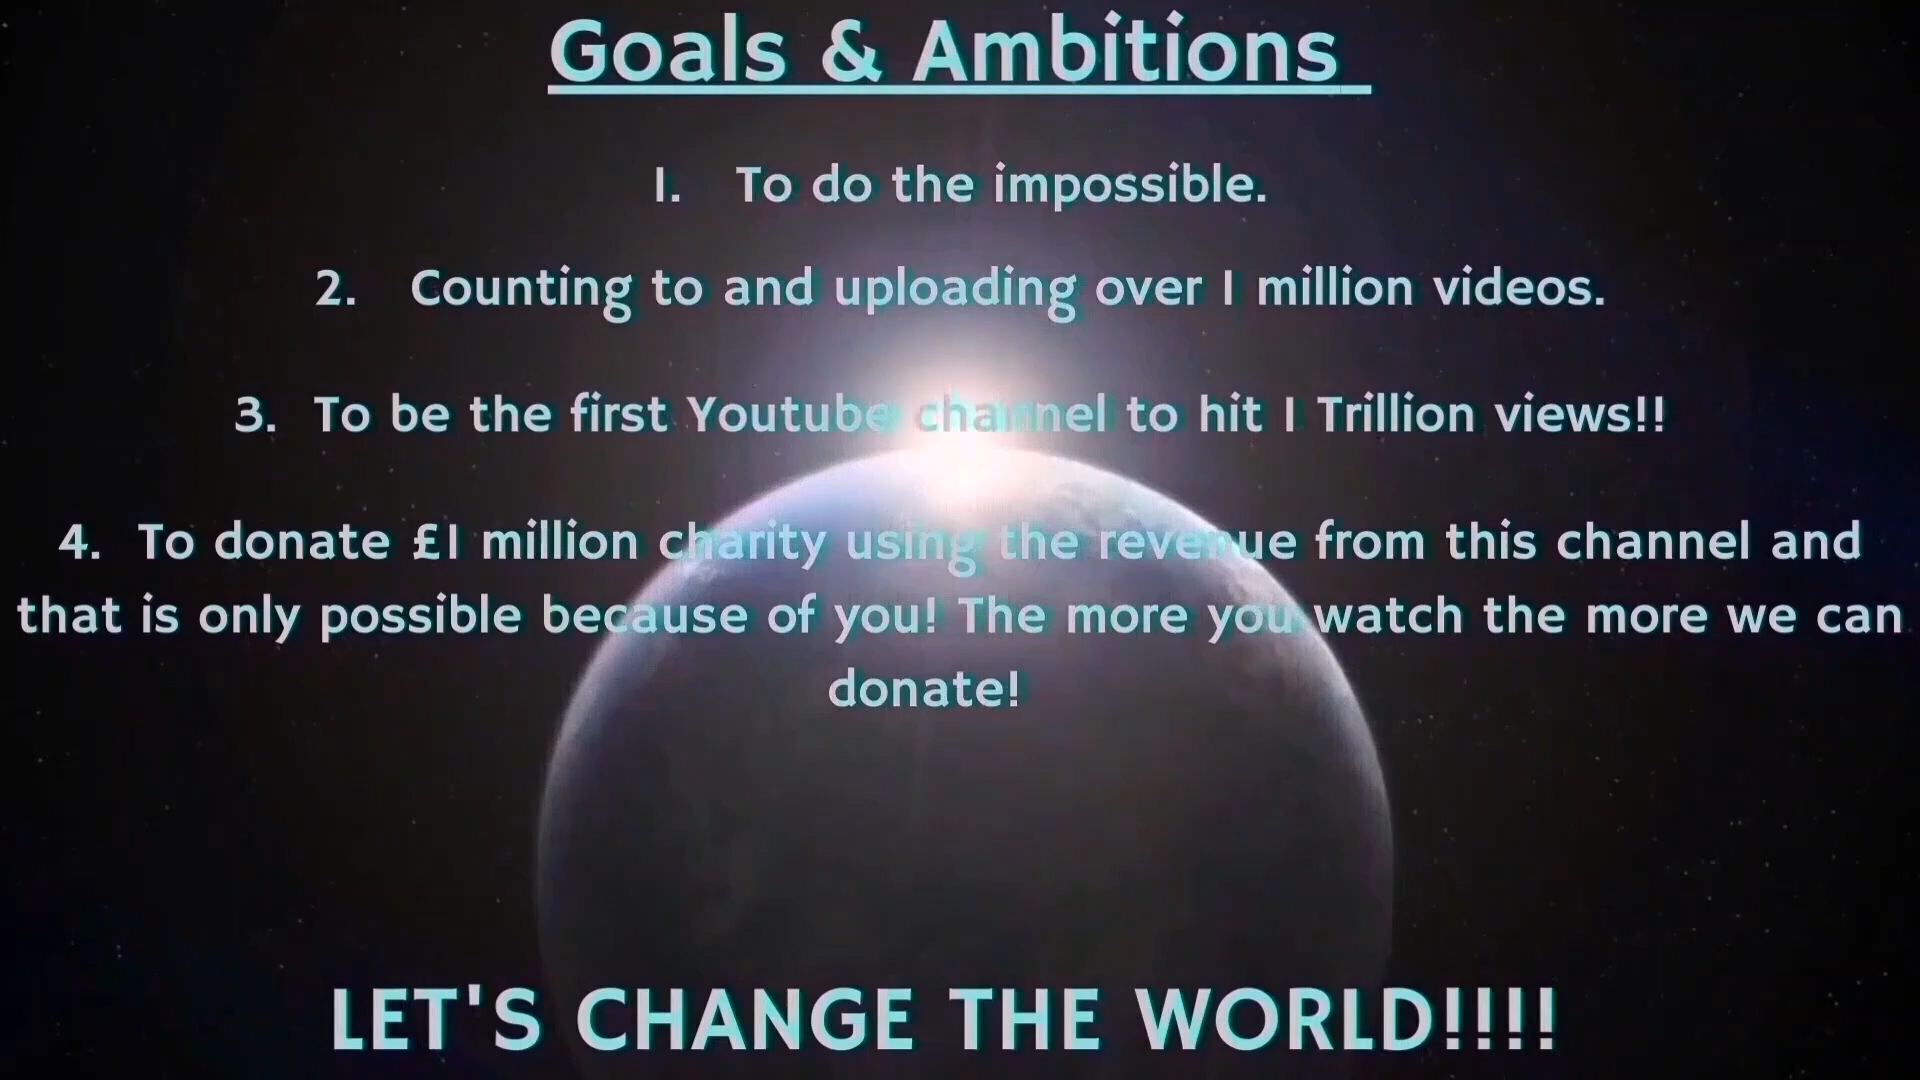 Goals & Ambitions
1. To do the impossible.
2. Counting to and uploading over 1 million videos.
3. To be the first Youtube channel to hit 1 Trillion views!!
4. To donate £1 million charity using the revenue from this channel and
that is only possible because of you! The more you watch the more we can
donate!
LET'S CHANGE THE WORLD!!!!